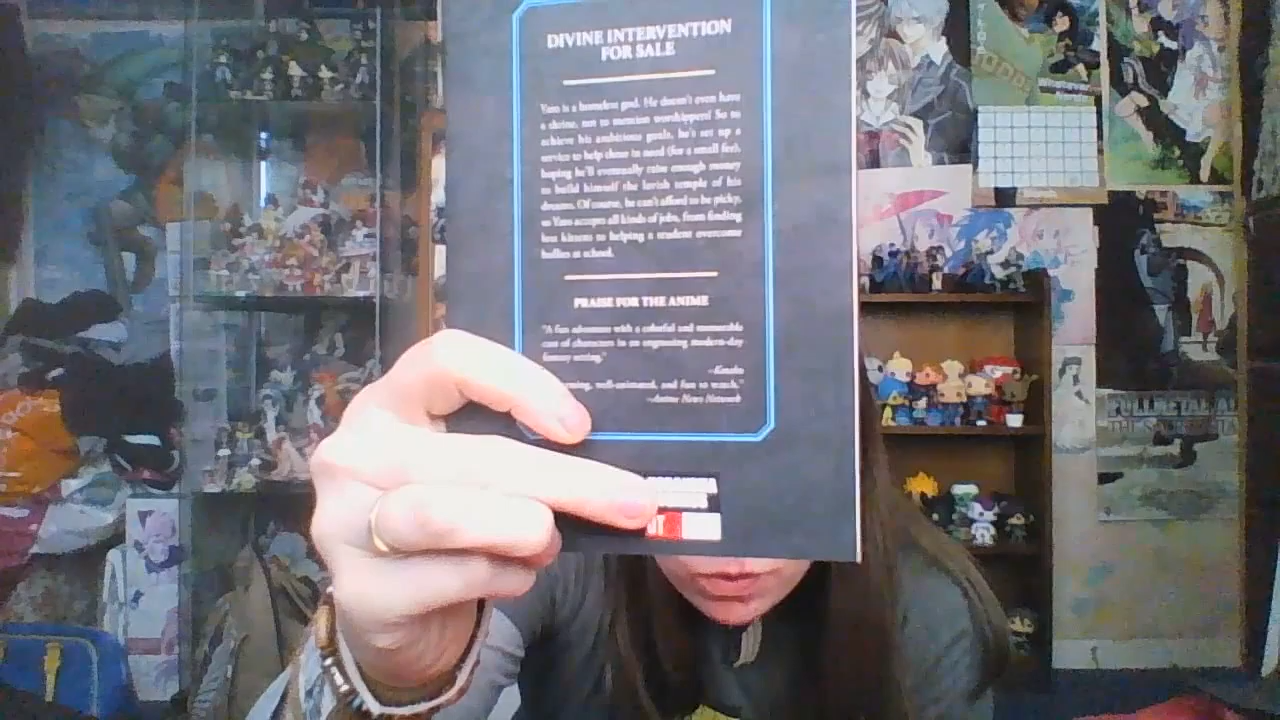 DIVINE INTERVENTION
FOR SALE
Yato is a homeless god. He doesn't even have
a shrine, not to mention worshippers! So to
achieve his ambitious goals, he's set up a
service to help those in need (for a small fee),
hoping he'll eventually raise enough money
to build himself the lavish temple of his
dreams. Of course, he can't afford to be picky,
so Yato accepts all kinds of jobs, from finding
lost kittens to helping a student overcome
bullies at school.
PRAISE FOR THE ANIME
"A fun adventure with a colorful and memorable
cast of characters in an engrossing modern-day
fantasy setting."
–Kotaku
well-animated, and fun to watch."
–Anime News Network
FULLMETAL AL